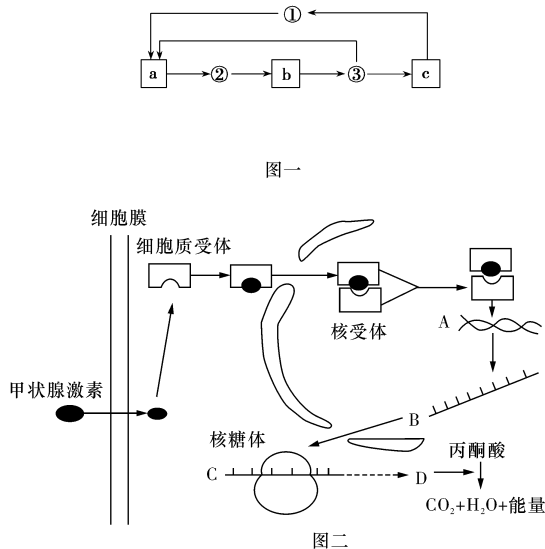 ①
a ② b ③ c
图一
细胞膜
细胞质受体
核受体
A
甲状腺激素
B
核糖体
丙酮酸
C
D
CO₂+H₂O+能量
图二